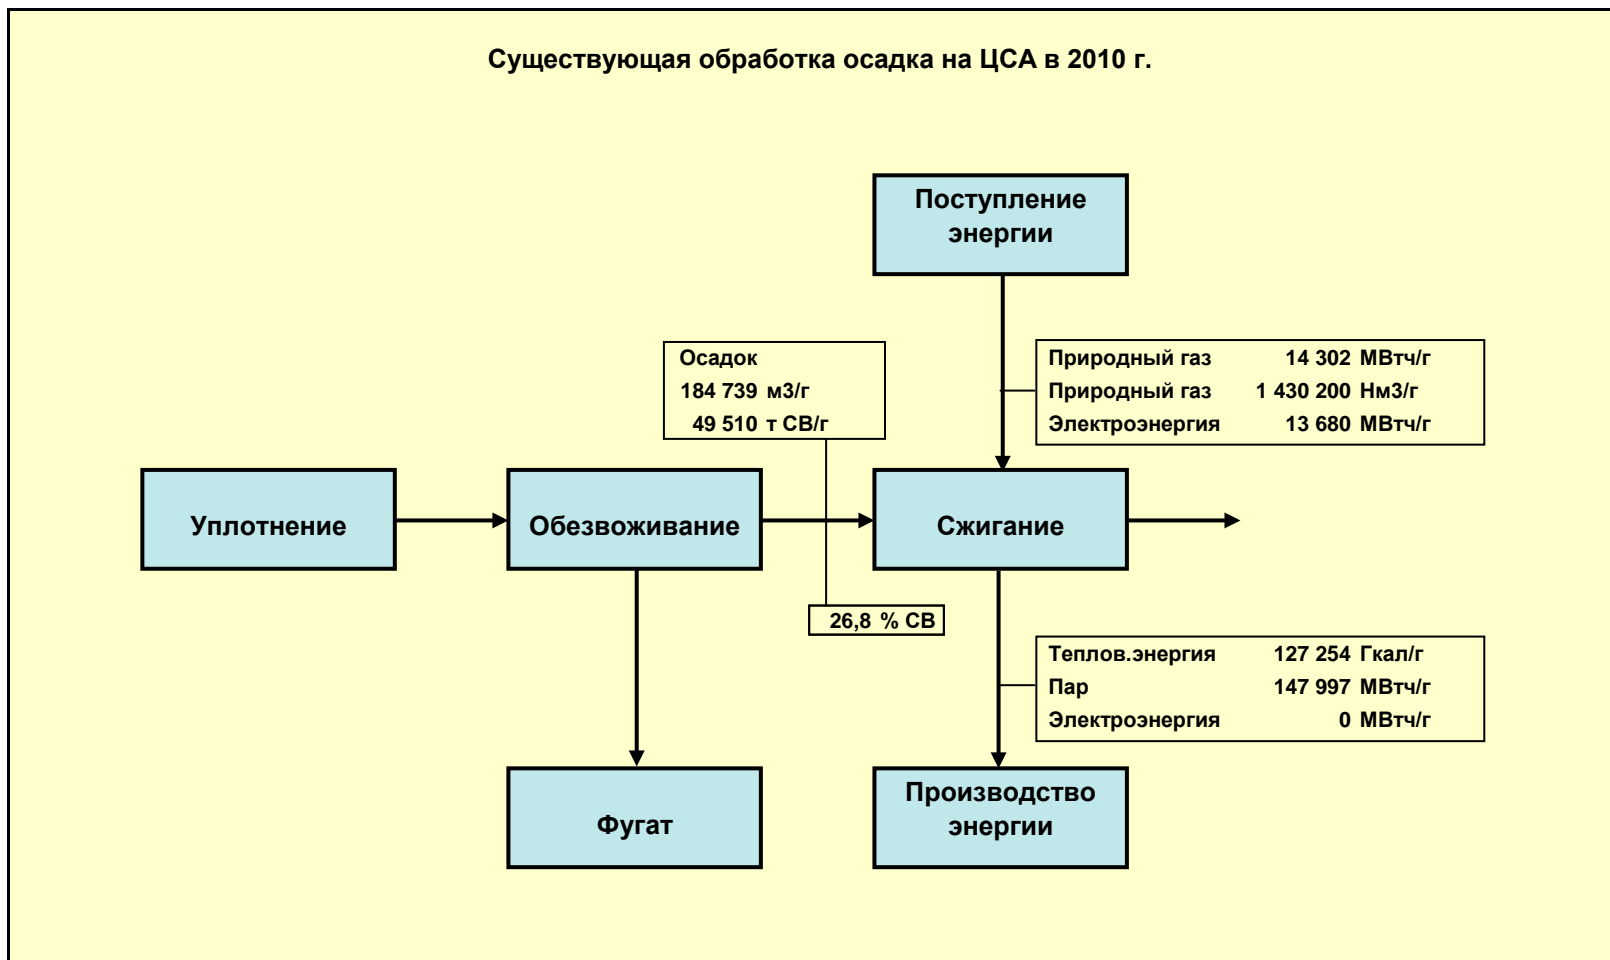 Существующая обработка осадка на ЦСА в 2010 г.
Поступление
энергии
Осадок
184 739 м3/г
49 510 т СВ/г
Природный газ 14 302 МВтч/г
Природный газ 1 430 200 Нм3/г
Электроэнергия 13 680 МВтч/г
Уплотнение
Обезвоживание
Сжигание
26,8 % СВ
Теплов.энергия 127 254 Гкал/г
Пар 147 997 МВтч/г
Электроэнергия 0 МВтч/г
Фугат
Производство
энергии